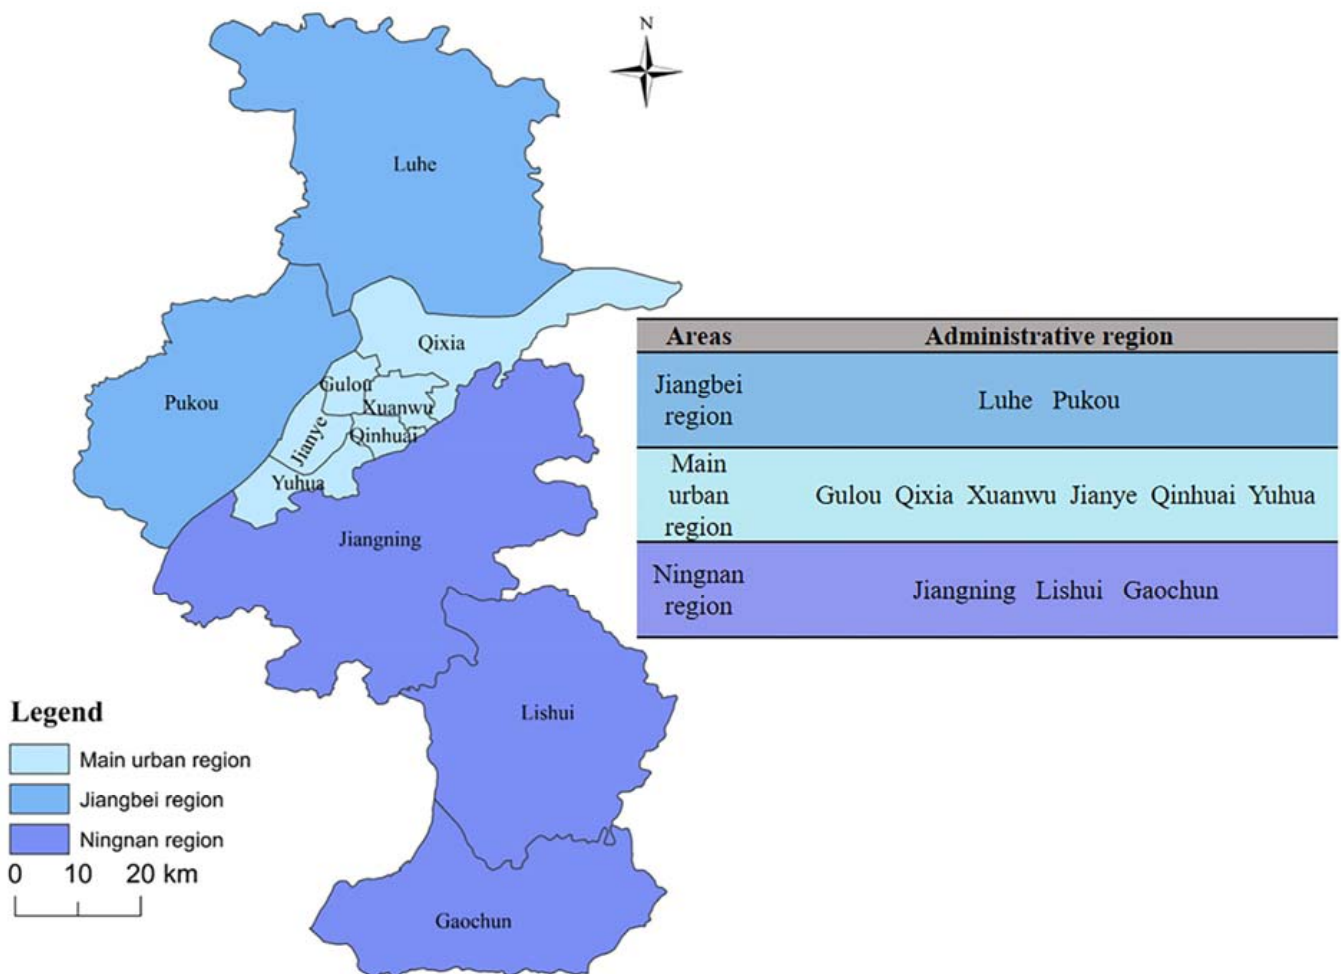 N
Luhe
Qixia
Gulou
Pukou
Xuanwu
Jianye
Qinhuai
Yuhua
Jiangning
Lishui
Gaochun
Areas Administrative region
Jiangbei
region
Luhe Pukou
Main
urban
region
Gulou Qixia Xuanwu Jianye Qinhuai Yuhua
Ningnan
region
Jiangning Lishui Gaochun
Legend
Main urban region
Jiangbei region
Ningnan region
0 10 20 km